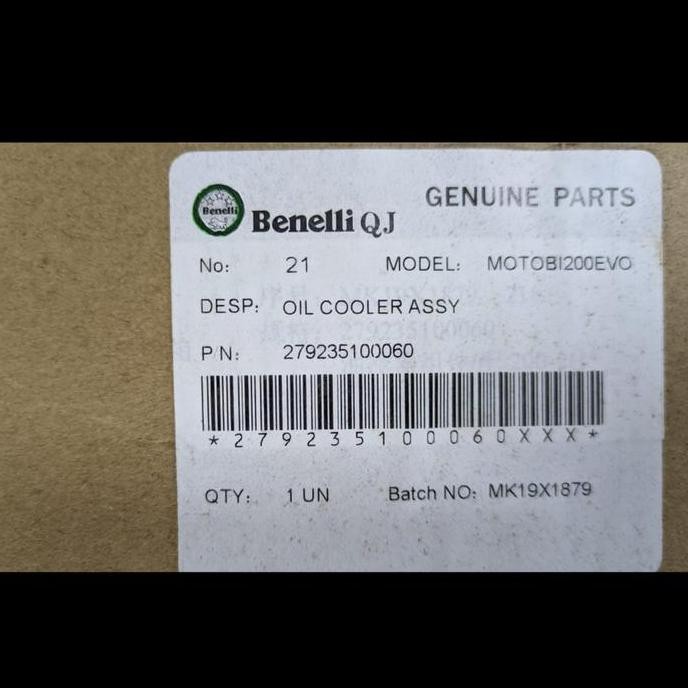 GENUINE PARTS
Benelli
Benelli QJ
No: 21 MODEL: MOTOBI200EVO
DESP: OIL COOLER ASSY
P/N: 279235100060
*279235100060XXX*
QTY: 1 UN Batch NO: MK19X1879